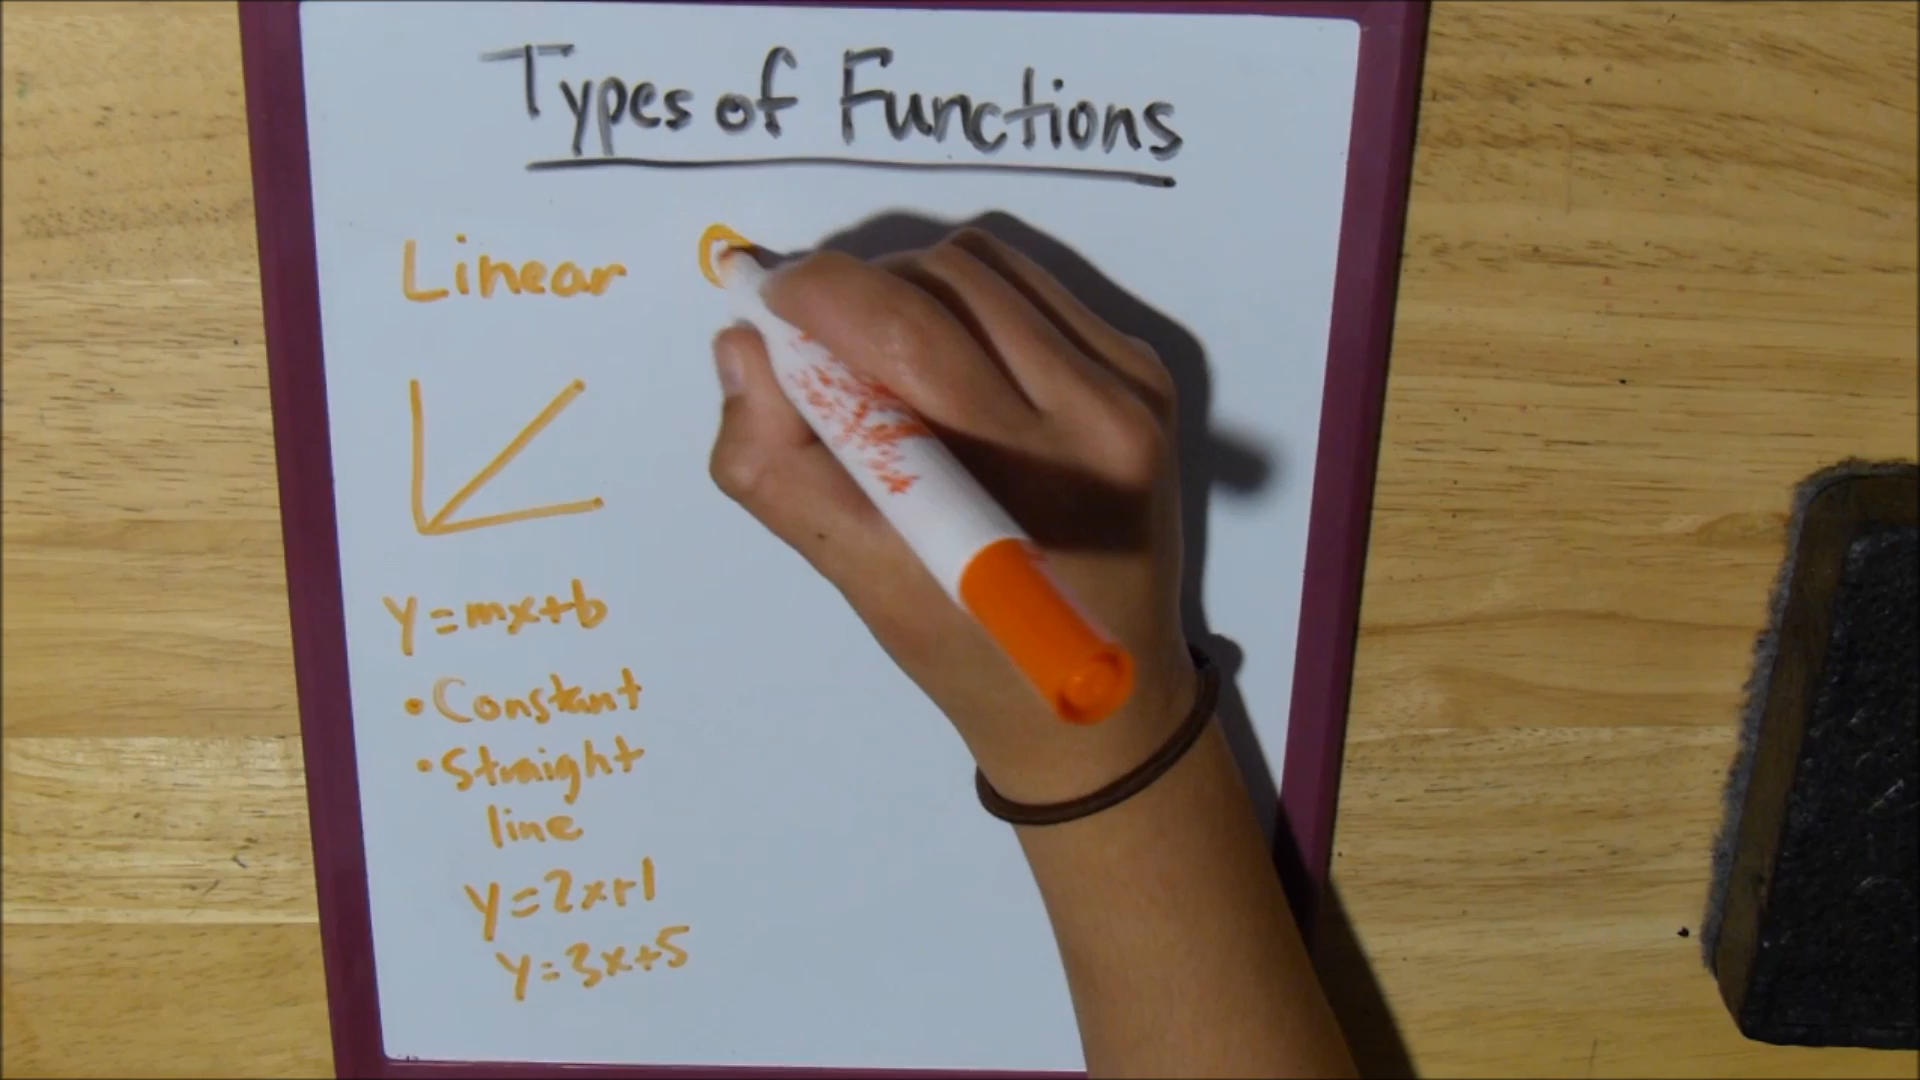 Types of Functions
Linear
y=mx+b
• Constant
• Straight
line
y=2x+1
y=3x+5